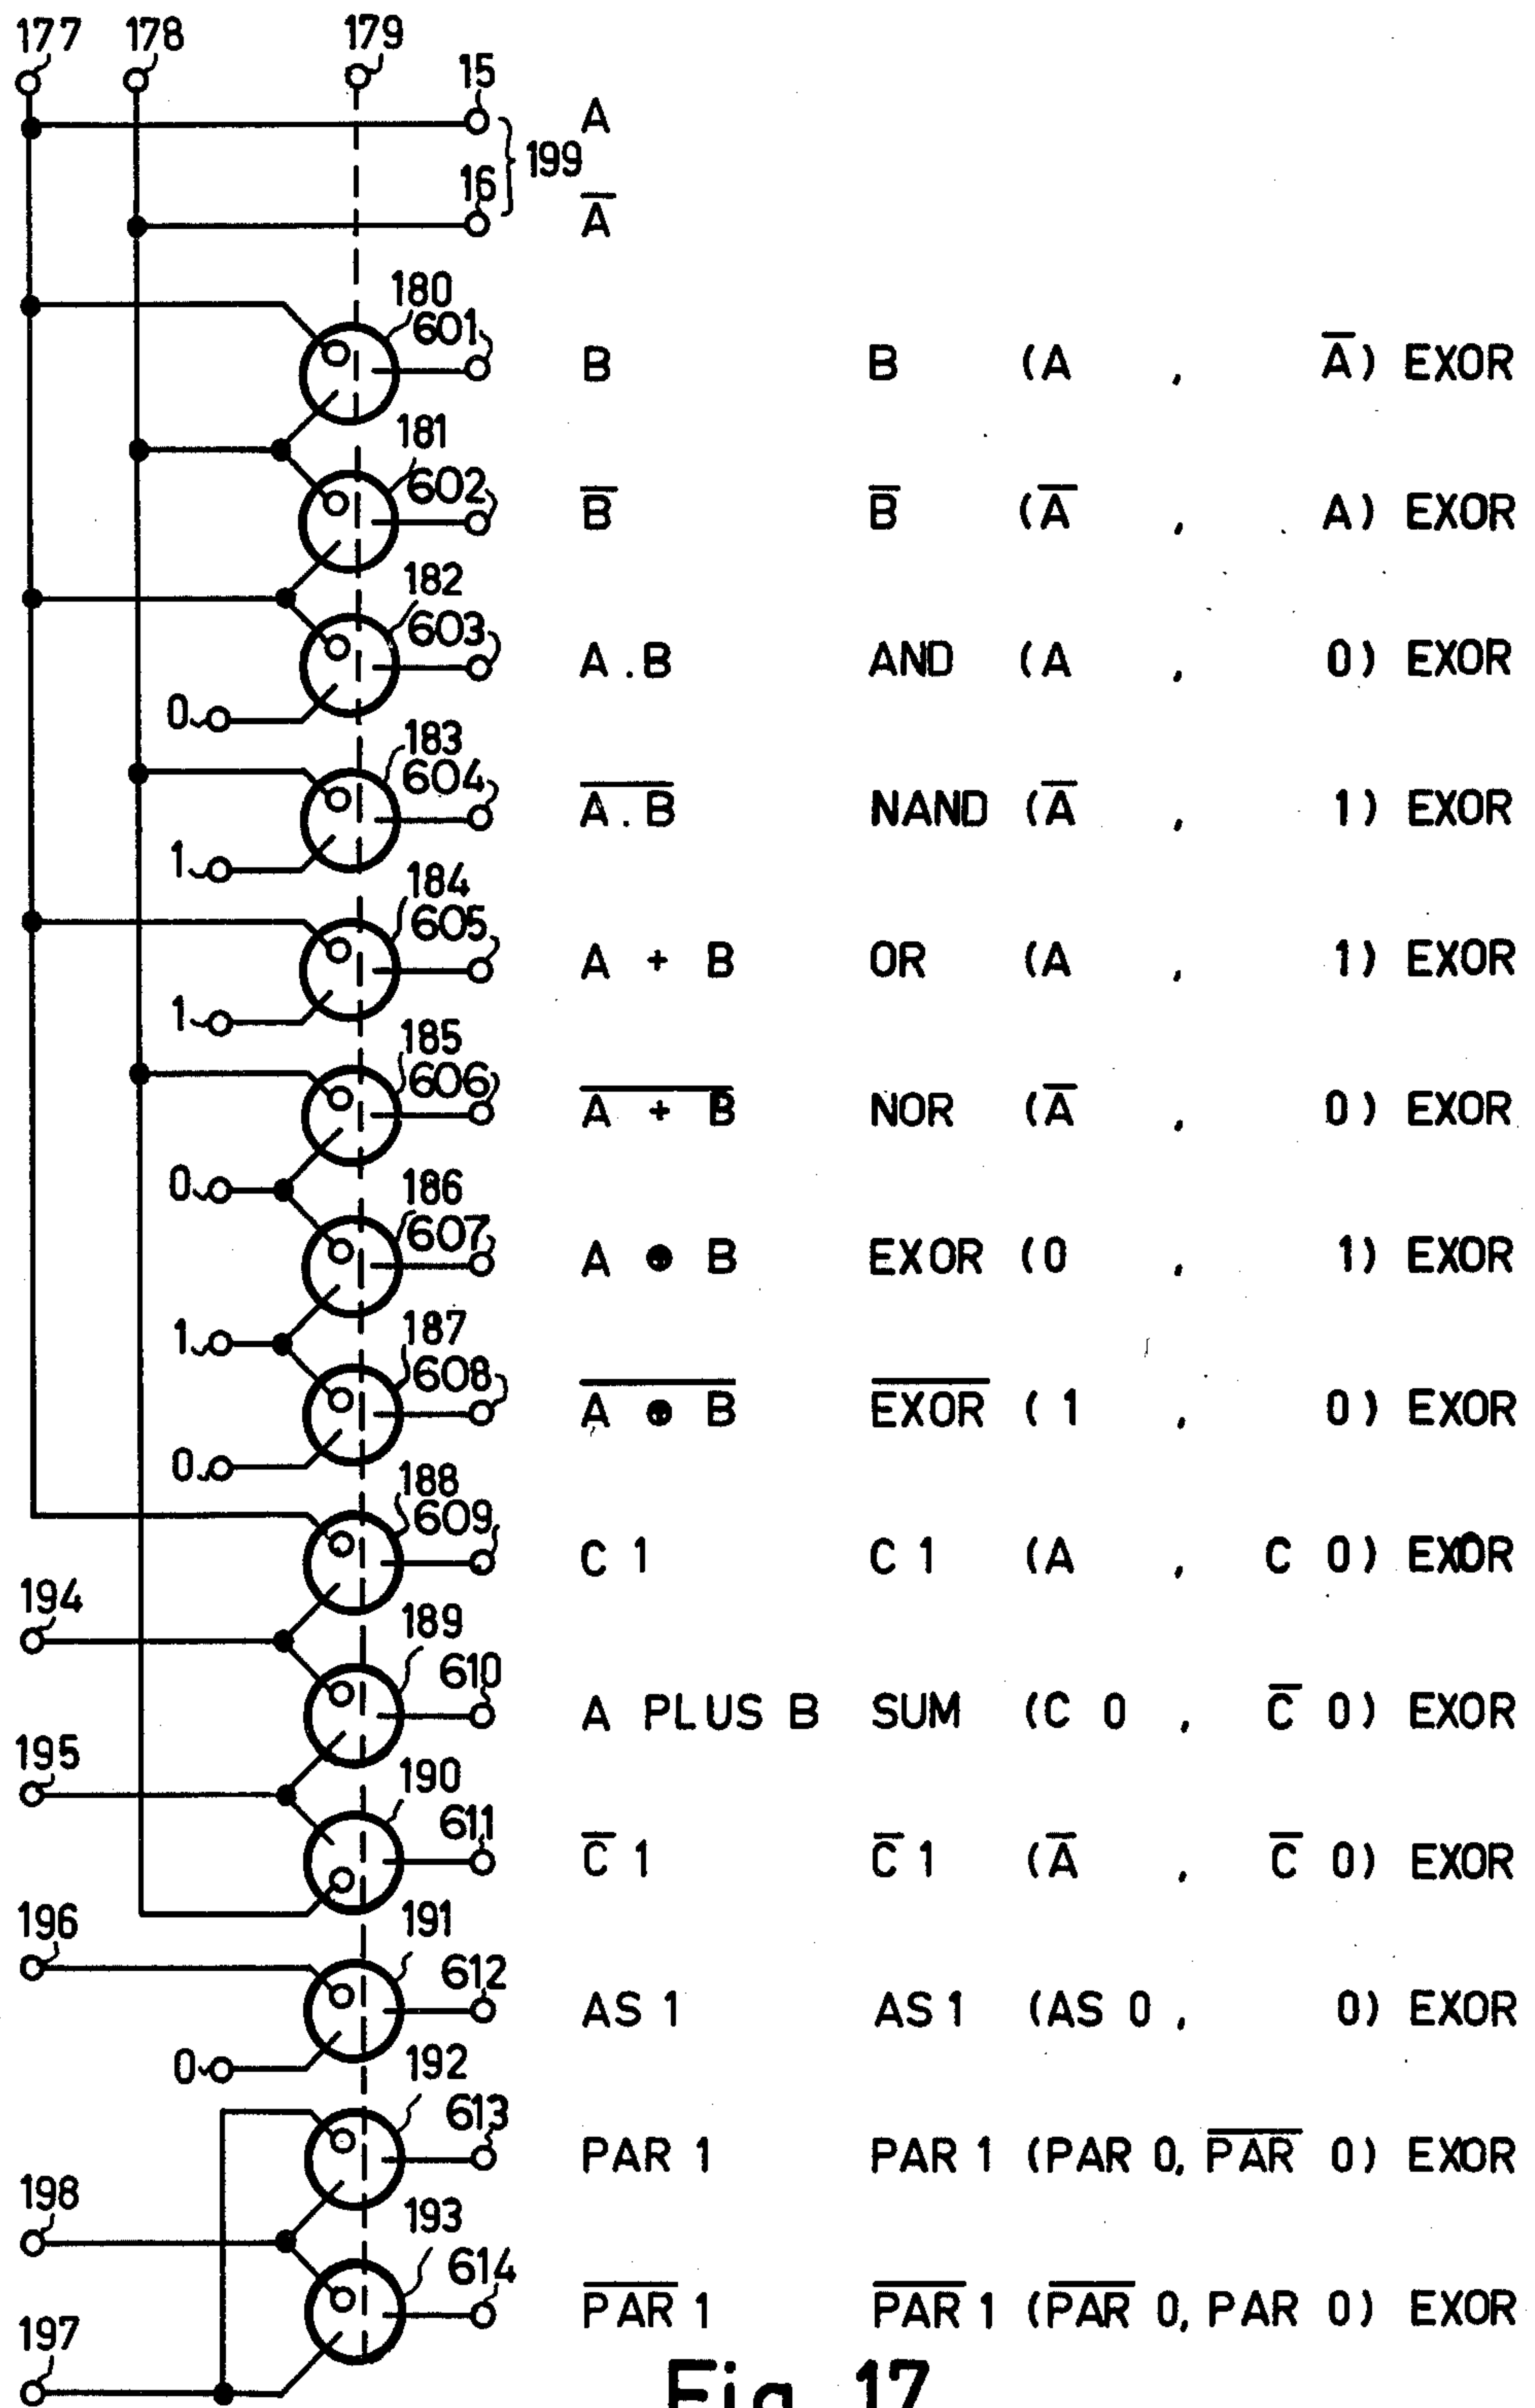 177 178 179
15 A
199
16 A̅
180
601 B B (A , A̅) EXOR
181
602 B̅ B̅ (A̅ , A) EXOR
182
603 A.B AND (A , 0) EXOR
0
183
604 A̅.̅B̅ NAND (A̅ , 1) EXOR
1
184
605 A + B OR (A , 1) EXOR
1
185
606 A̅ ̅+̅ ̅B̅ NOR (A̅ , 0) EXOR
0
186
607 A ⊕ B EXOR (0 , 1) EXOR
1
187
608 A̅ ̅⊕̅ ̅B̅ E̅X̅O̅R̅ (1 , 0) EXOR
0
188
609 C 1 C 1 (A , C 0) EXOR
194
189
610 A PLUS B SUM (C 0 , C̅ 0) EXOR
195
190
611 C̅ 1 C̅ 1 (A̅ , C̅ 0) EXOR
196 191
612 AS 1 AS 1 (AS 0 , 0) EXOR
0
192
613 PAR 1 PAR 1 (PAR 0, P̅A̅R̅ 0) EXOR
198
193
614 P̅A̅R̅ 1 P̅A̅R̅ 1 (P̅A̅R̅ 0, PAR 0) EXOR
197
Fig. 17